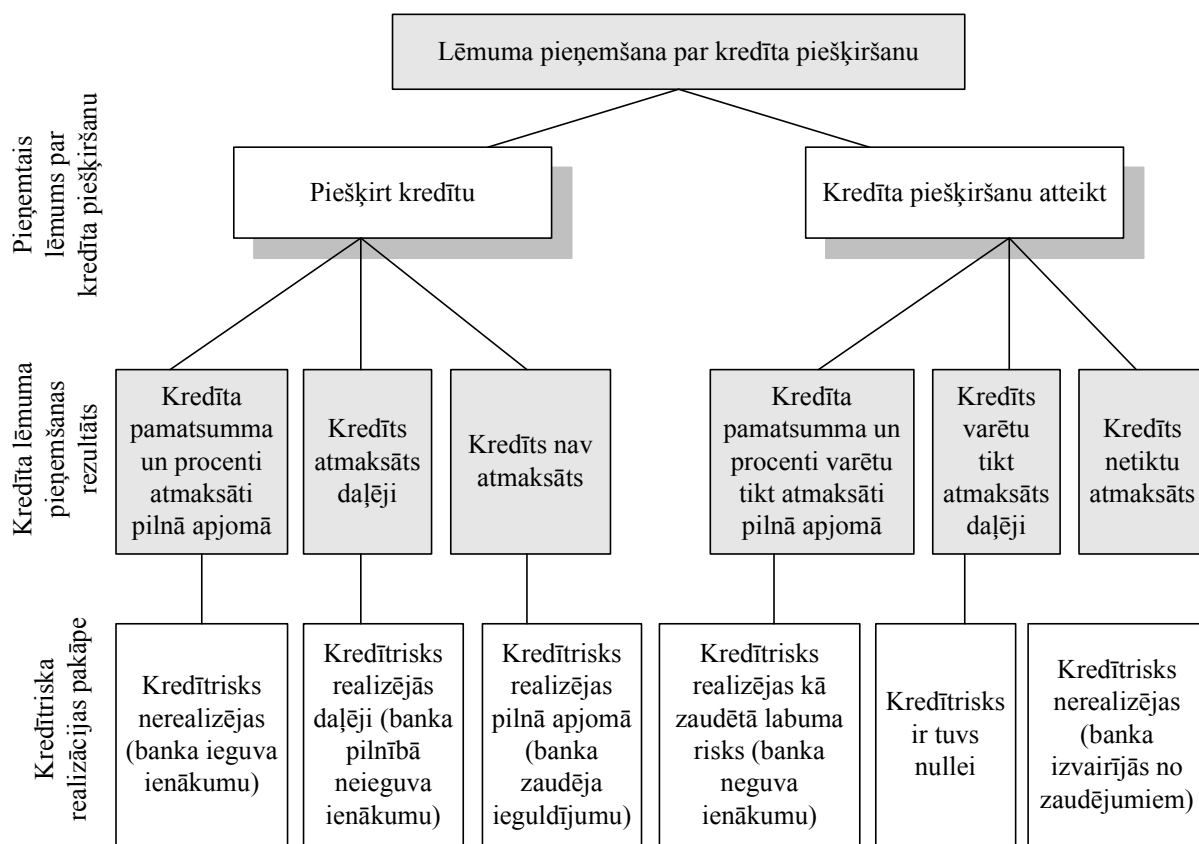 Lēmuma pieņemšana par kredīta piešķiršanu
Pieņemtais
lēmums par
kredīta piešķiršanu
Piešķirt kredītu
Kredīta piešķiršanu atteikt
Kredīta lēmuma
pieņemšanas
rezultāts
Kredīta
pamatsumma
un procenti
atmaksāti
pilnā apjomā
Kredīts
atmaksāts
daļēji
Kredīts nav
atmaksāts
Kredīta
pamatsumma un
procenti varētu
tikt atmaksāti
pilnā apjomā
Kredīts
varētu
tikt
atmaksāts
daļēji
Kredīts
netiktu
atmaksāts
Kredītriska
realizācijas pakāpe
Kredītrisks
nerealizējas
(banka ieguva
ienākumu)
Kredītrisks
realizējās
daļēji (banka
pilnībā
neieguva
ienākumu)
Kredītrisks
realizējas
pilnā apjomā
(banka
zaudēja
ieguldījumu)
Kredītrisks
realizējas kā
zaudētā labuma
risks (banka
neguva
ienākumu)
Kredītrisks
ir tuvs
nullei
Kredītrisks
nerealizējas
(banka
izvairījās no
zaudējumiem)